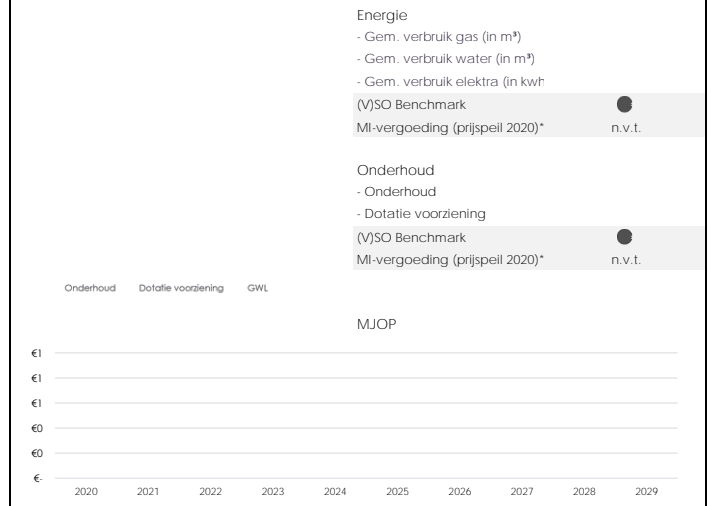 Energie
- Gem. verbruik gas (in m³)
- Gem. verbruik water (in m³)
- Gem. verbruik elektra (in kwh
(V)SO Benchmark
MI-vergoeding (prijspeil 2020)* n.v.t.
Onderhoud
- Onderhoud
- Dotatie voorziening
(V)SO Benchmark
MI-vergoeding (prijspeil 2020)* n.v.t.
Onderhoud Dotatie voorziening GWL
MJOP
€1
€1
€1
€0
€0
€-
2020 2021 2022 2023 2024 2025 2026 2027 2028 2029